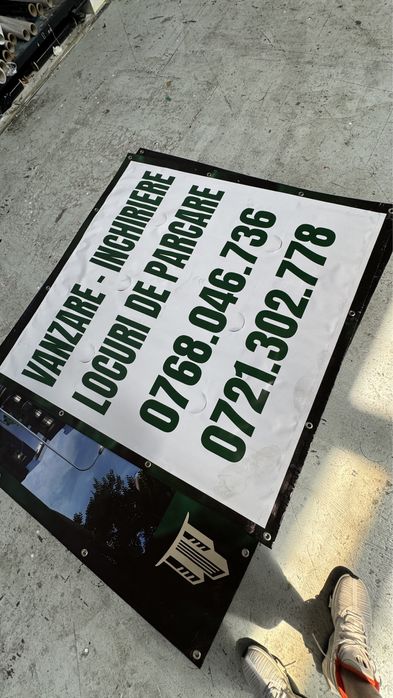 VANZARE - INCHIRIERE
LOCURI DE PARCARE
0768.046.736
0721.302.778